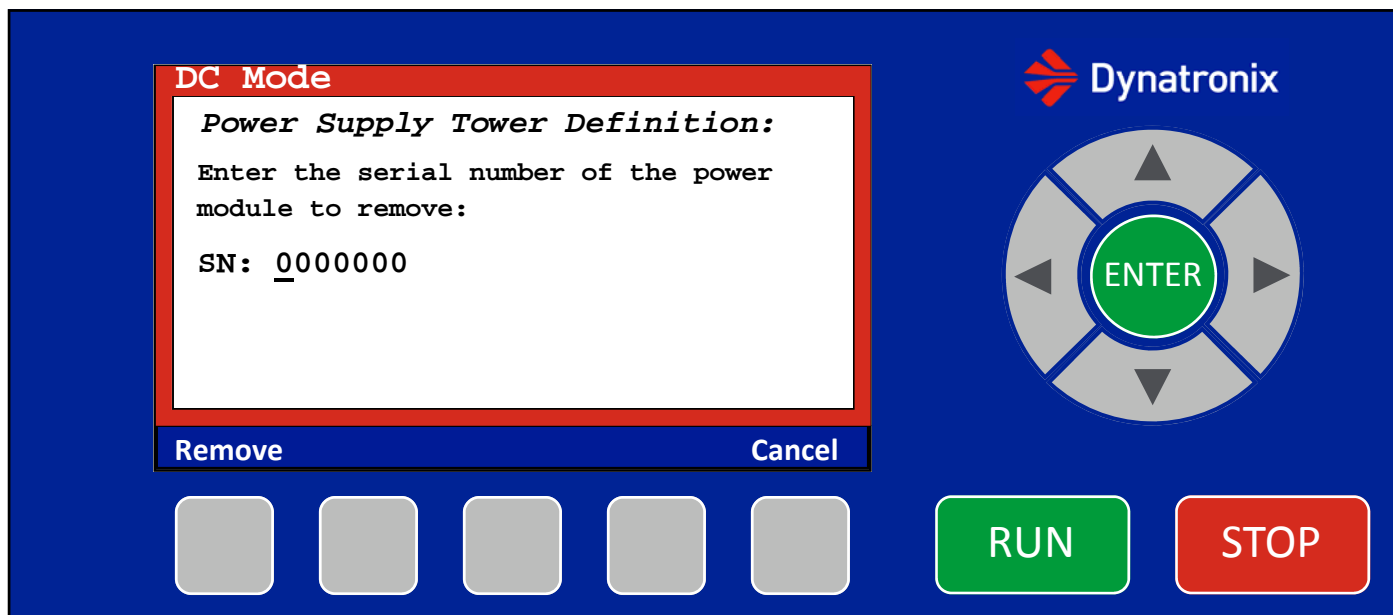 DC Mode
Power Supply Tower Definition:
Enter the serial number of the power
module to remove:
SN: 0000000
Remove
Cancel
Dynatronix
ENTER
RUN
STOP